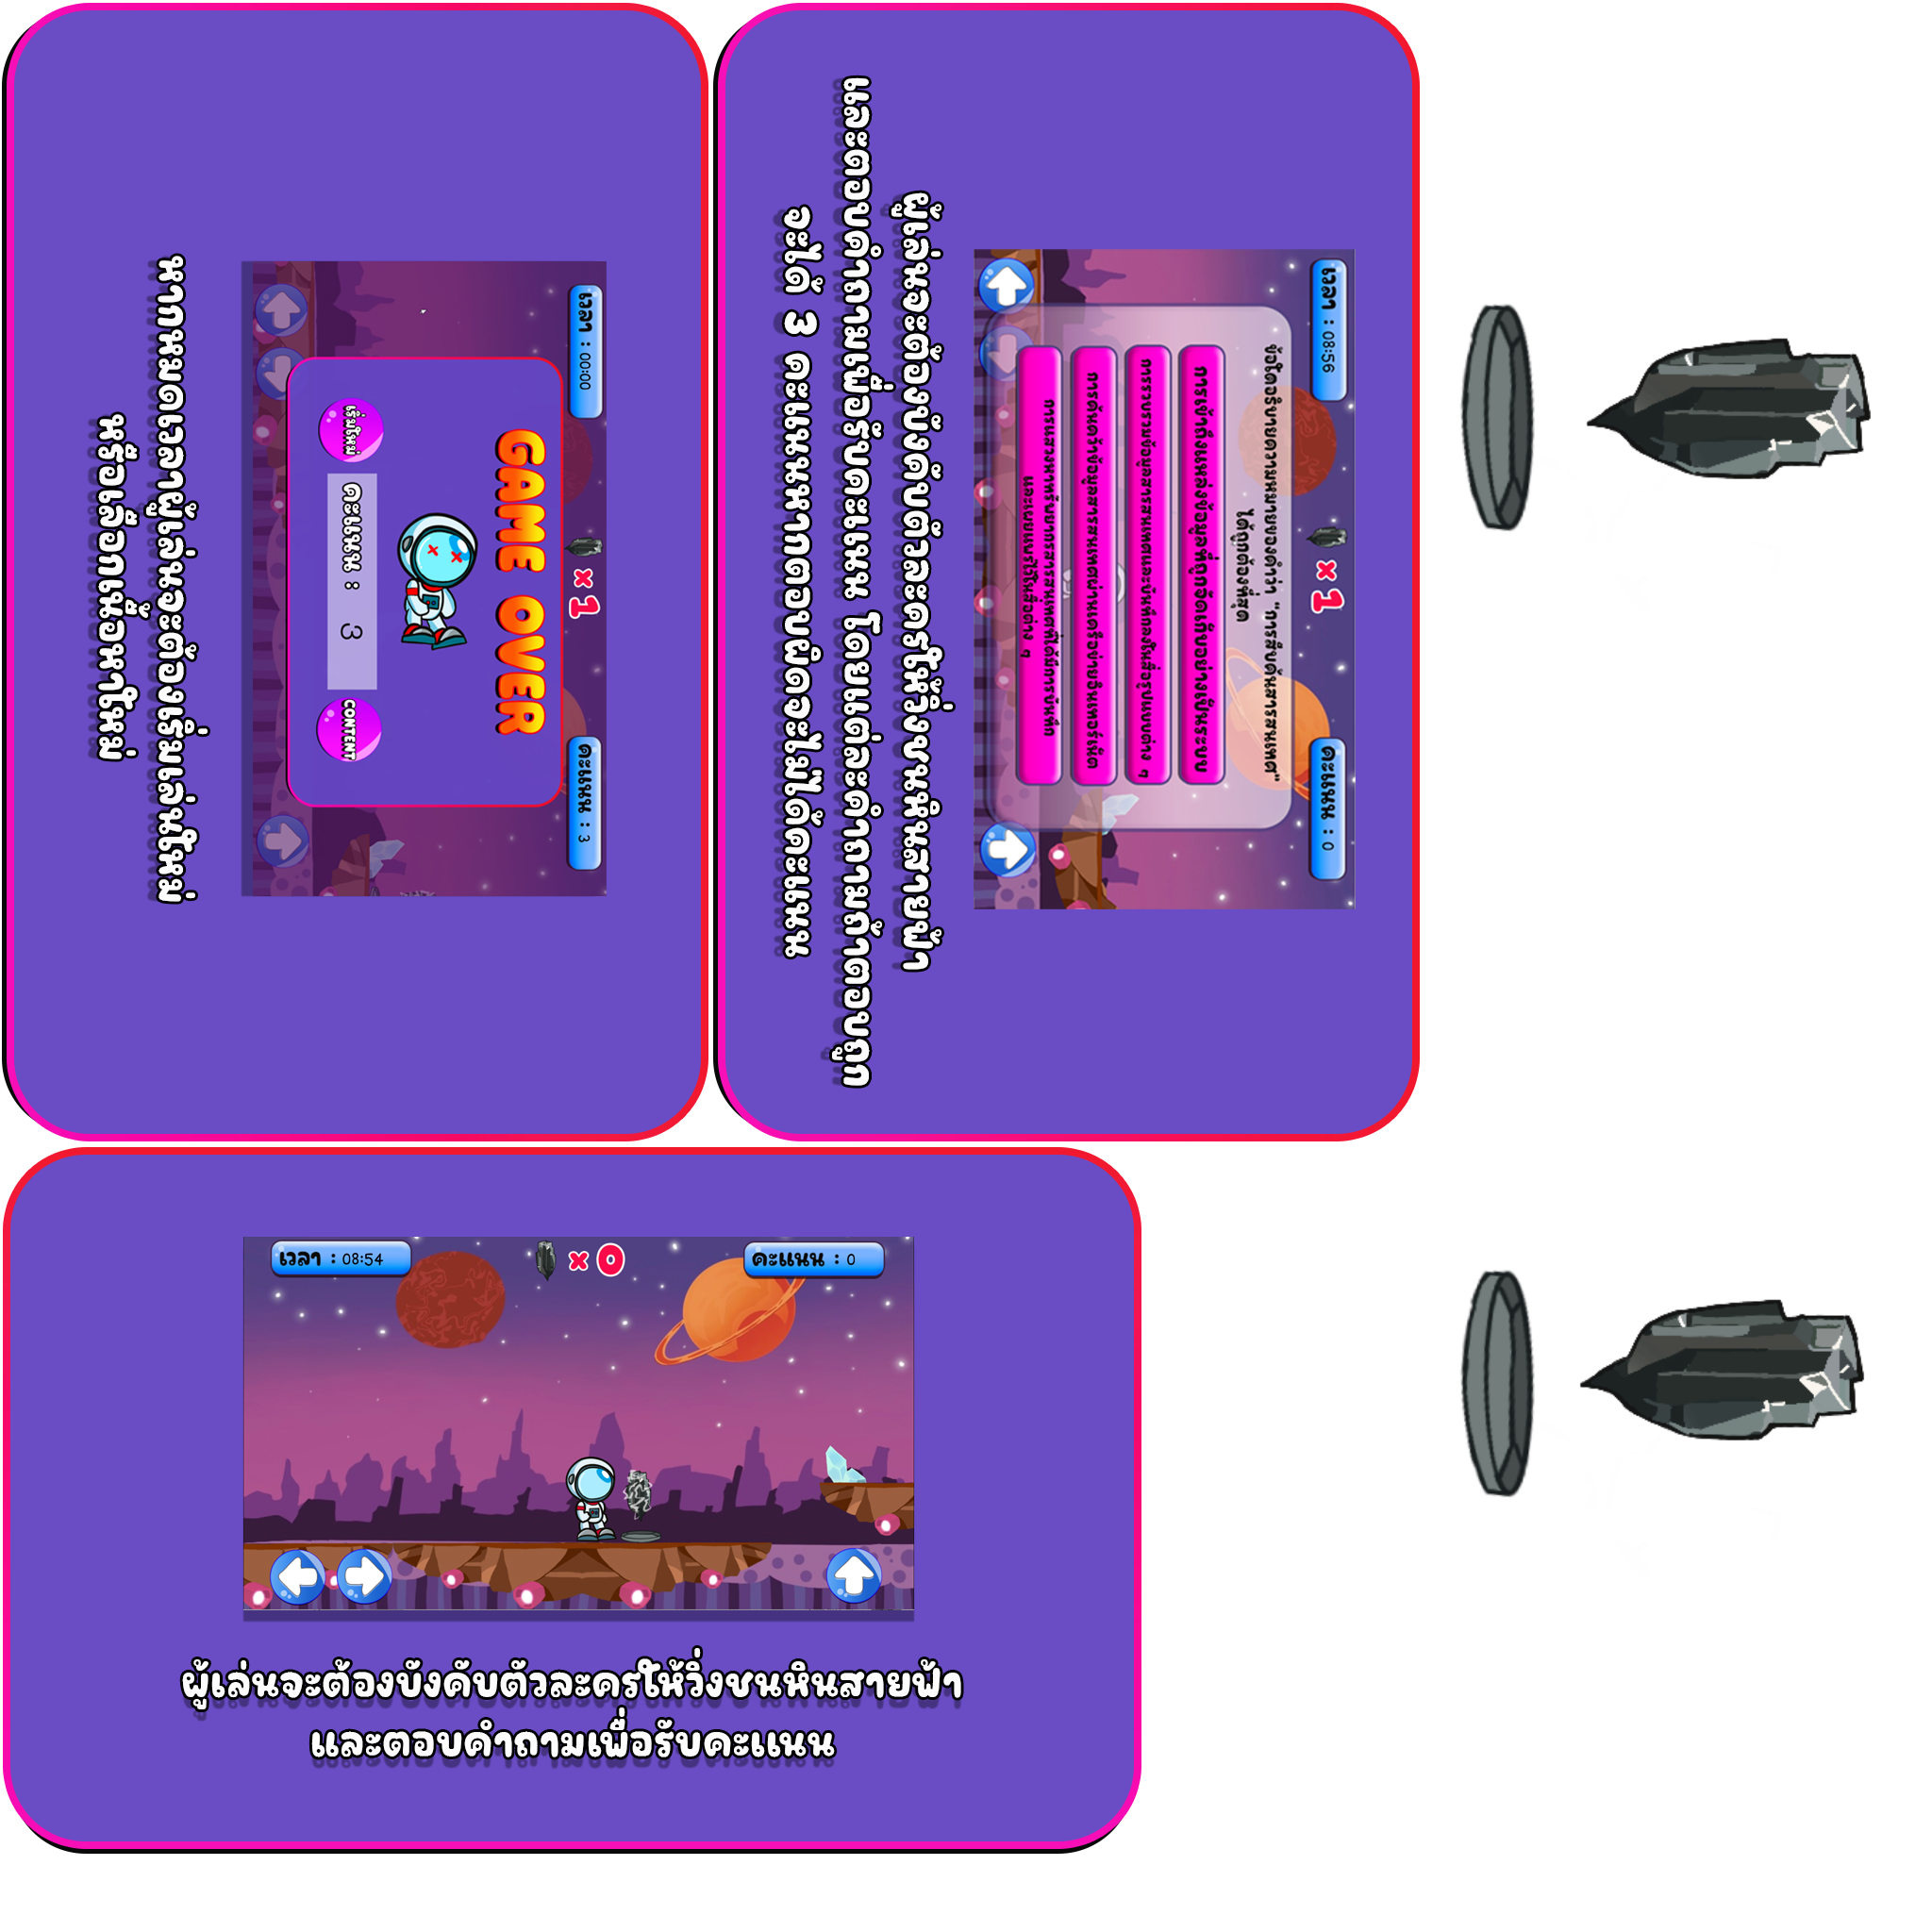 เวลา : 00:00
x 1
คะแนน : 3
GAME OVER
เริ่มใหม่
คะแนน : 3
CONTENT
หากหมดเวลาผู้เล่นจะต้องเริ่มเล่นใหม่
หรือเลือกเนื้อหาใหม่
เวลา : 08:56
x 1
คะแนน : 0
ข้อใดอธิบายความหมายของคำว่า "การสืบค้นสารสนเทศ"
ได้ถูกต้องที่สุด
การเข้าถึงแหล่งข้อมูลที่ถูกจัดเก็บอย่างเป็นระบบ
การรวบรวมข้อมูลสารสนเทศและบันทึกลงในสื่อรูปแบบต่าง ๆ
การค้นคว้าข้อมูลสารสนเทศผ่านเครือข่ายอินเทอร์เน็ต
การแสวงหาทรัพยากรสารสนเทศที่ได้มีการบันทึก
และเผยแพร่ไว้ในสื่อต่าง ๆ
ผู้เล่นจะต้องบังคับตัวละครให้วิ่งชนหินสายฟ้า
และตอบคำถามเพื่อรับคะแนน โดยแต่ละคำถามถ้าตอบถูก
จะได้ 3 คะแนนหากตอบผิดจะไม่ได้คะแนน
เวลา : 08:54
x 0
คะแนน : 0
ผู้เล่นจะต้องบังคับตัวละครให้วิ่งชนหินสายฟ้า
และตอบคำถามเพื่อรับคะแนน